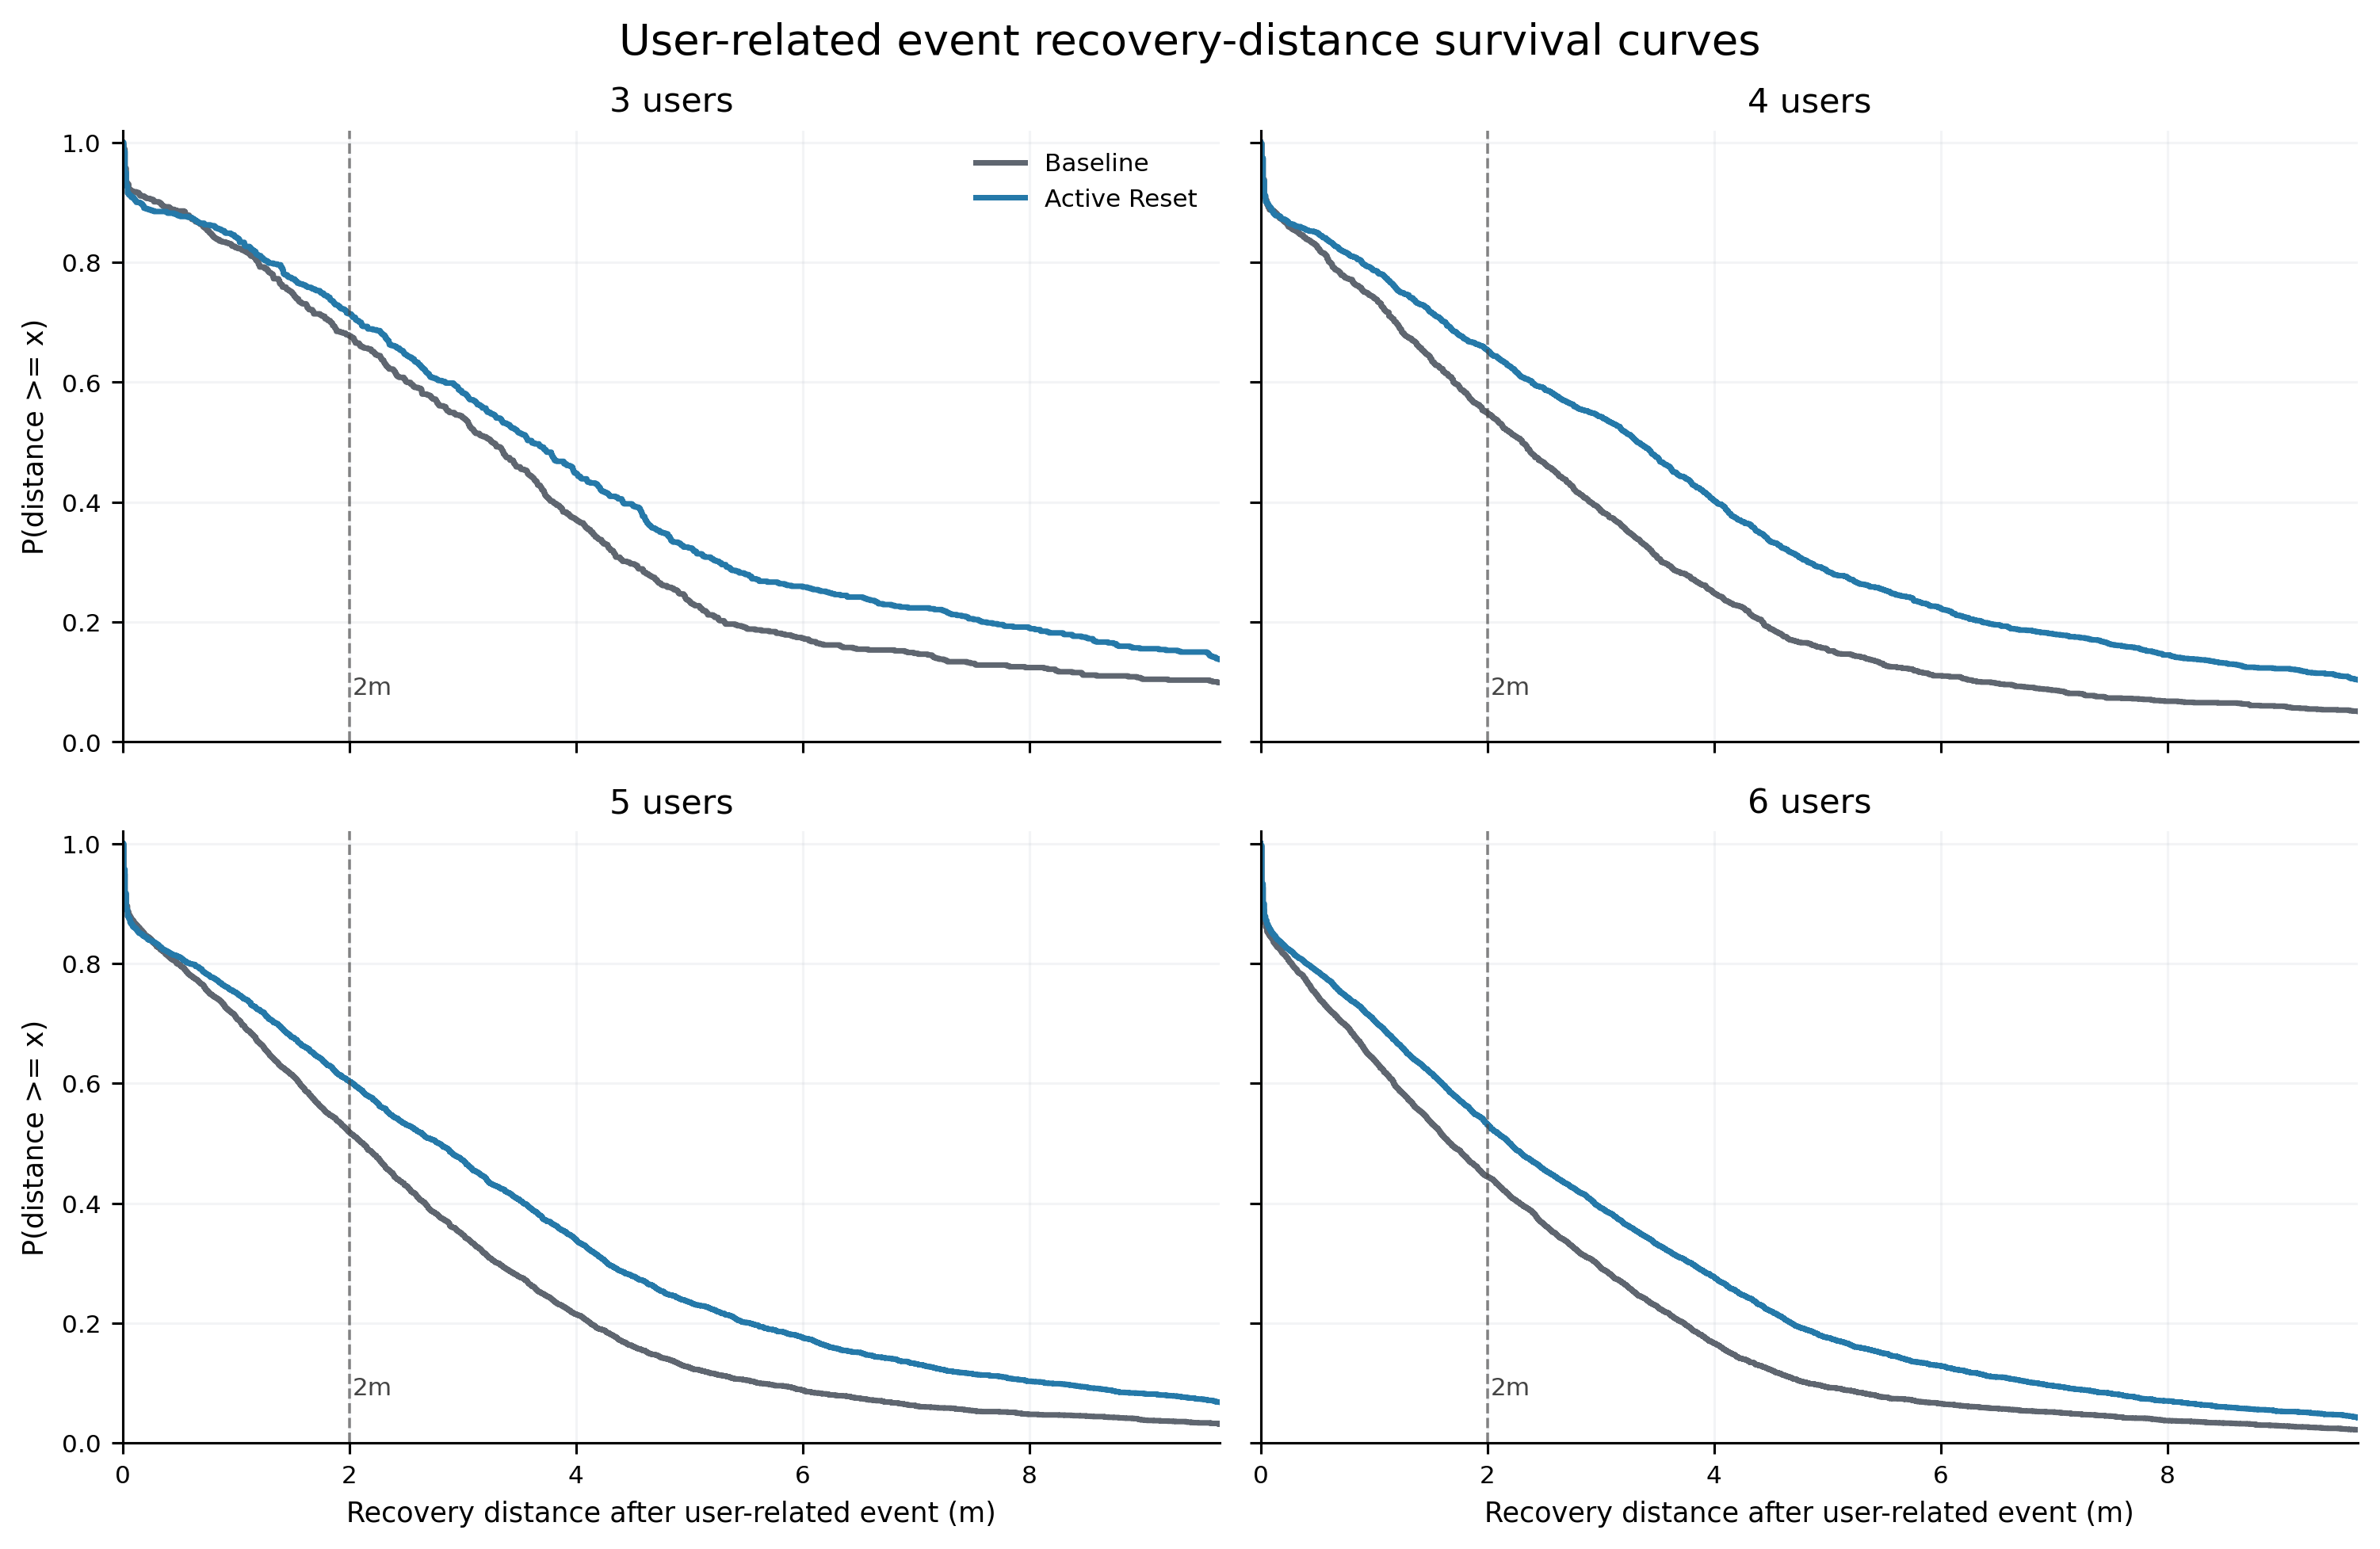 User-related event recovery-distance survival curves
3 users
4 users
1.0
0.8
0.6
0.4
0.2
0.0
P(distance >= x)
Baseline
Active Reset
2m
2m
5 users
6 users
1.0
0.8
0.6
0.4
0.2
0.0
P(distance >= x)
2m
2m
0 2 4 6 8
0 2 4 6 8
Recovery distance after user-related event (m)
Recovery distance after user-related event (m)